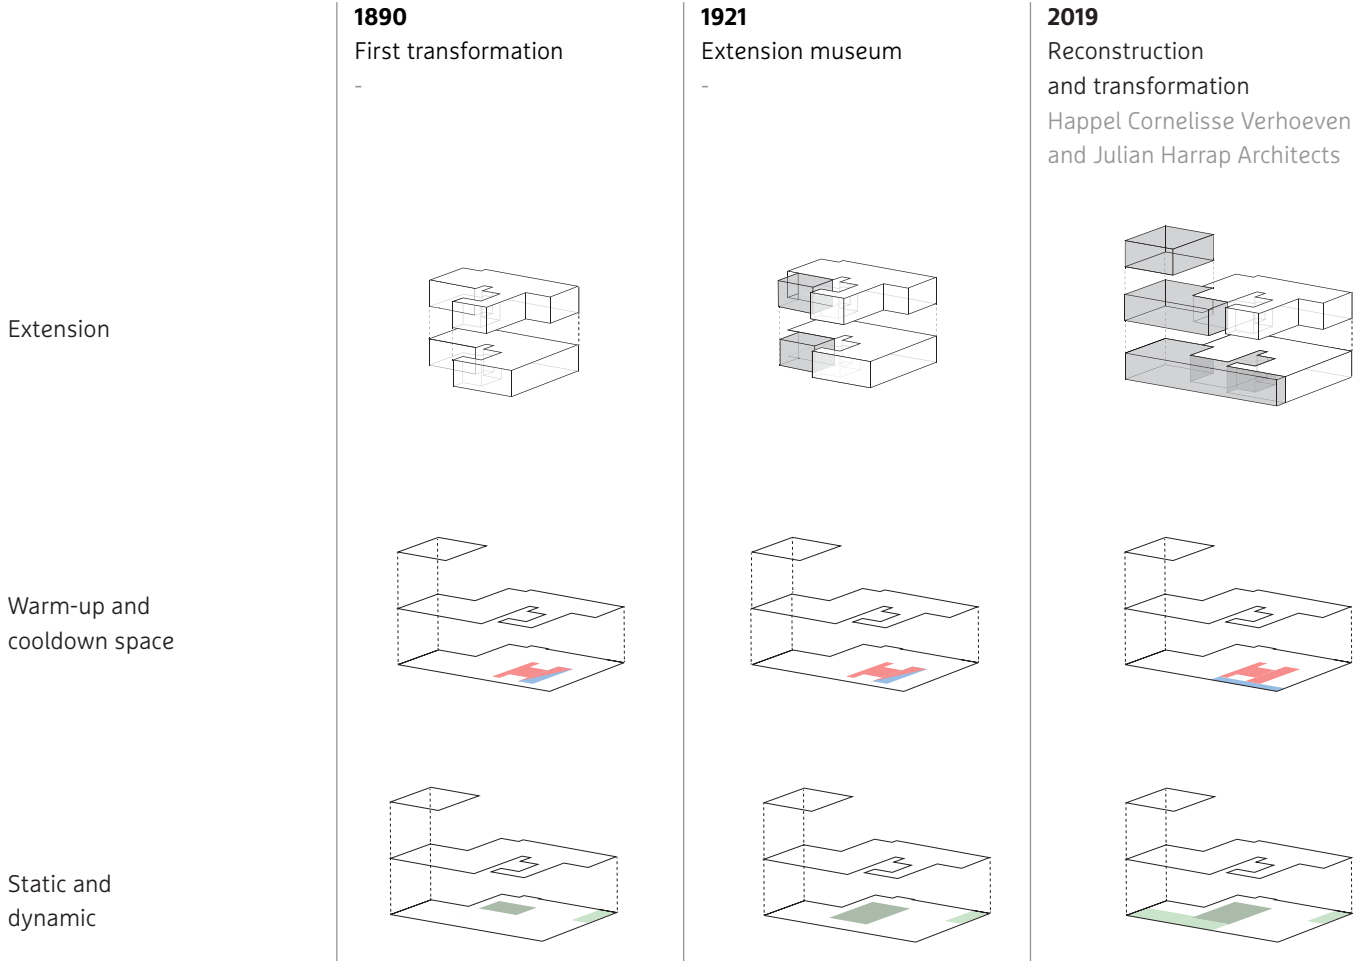 1890
First transformation
-
1921
Extension museum
-
2019
Reconstruction
and transformation
Happel Cornelisse Verhoeven
and Julian Harrap Architects
Extension
Warm-up and
cooldown space
Static and
dynamic